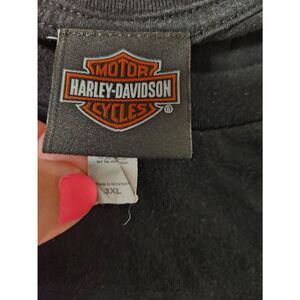 MOTOR
HARLEY-DAVIDSON
CYCLES
®
3XL